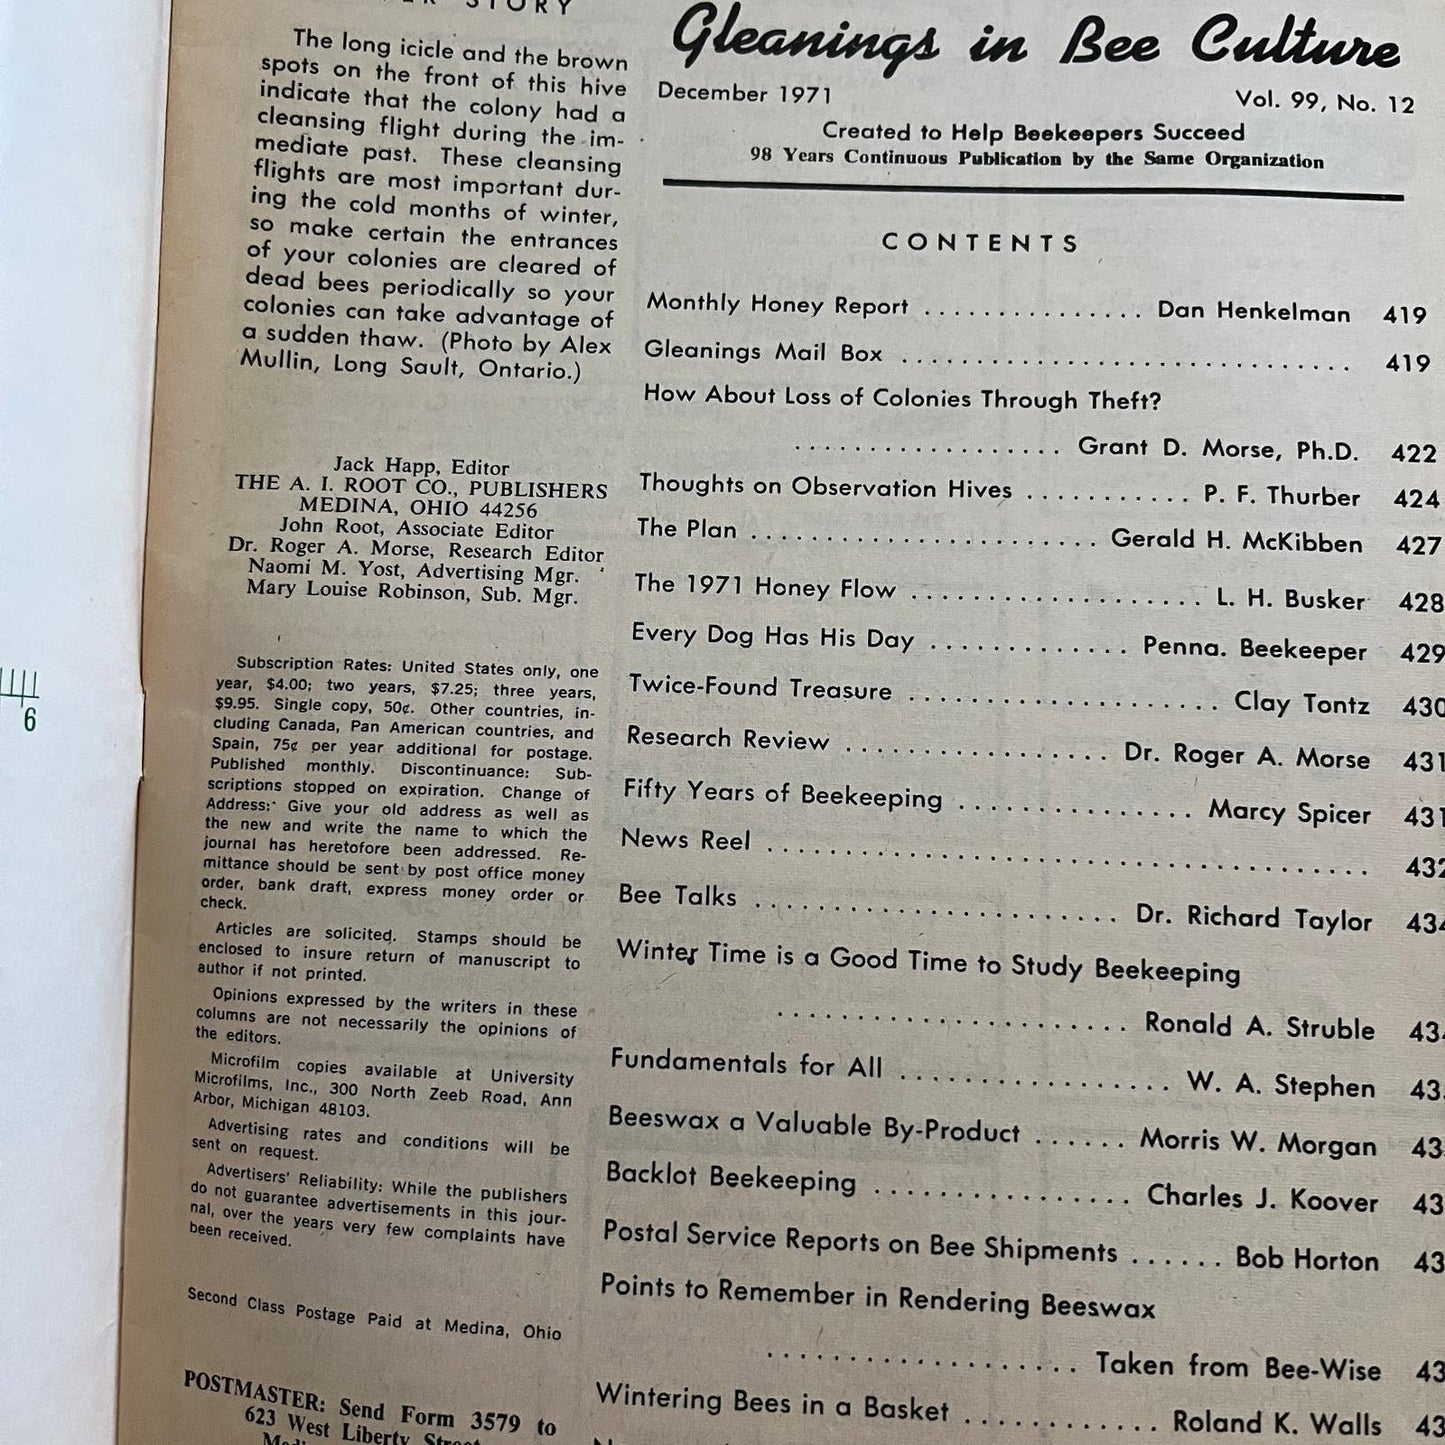 STORY
The long icicle and the brown
spots on the front of this hive
indicate that the colony had a
cleansing flight during the im-
mediate past. These cleansing
flights are most important dur-
ing the cold months of winter,
so make certain the entrances
of your colonies are cleared of
dead bees periodically so your
colonies can take advantage of
a sudden thaw. (Photo by Alex
Mullin, Long Sault, Ontario.)
Jack Happ, Editor
THE A. I. ROOT CO., PUBLISHERS
MEDINA, OHIO 44256
John Root, Associate Editor
Dr. Roger A. Morse, Research Editor
Naomi M. Yost, Advertising Mgr.
Mary Louise Robinson, Sub. Mgr.
Subscription Rates: United States only, one
year, $4.00; two years, $7.25; three years,
$9.95. Single copy, 50¢. Other countries, in-
cluding Canada, Pan American countries, and
Spain, 75¢ per year additional for postage.
Published monthly. Discontinuance: Sub-
scriptions stopped on expiration. Change of
Address: Give your old address as well as
the new and write the name to which the
journal has heretofore been addressed. Re-
mittance should be sent by post office money
order, bank draft, express money order or
check.
Articles are solicited. Stamps should be
enclosed to insure return of manuscript to
author if not printed.
Opinions expressed by the writers in these
columns are not necessarily the opinions of
the editors.
Microfilm copies available at University
Microfilms, Inc., 300 North Zeeb Road, Ann
Arbor, Michigan 48103.
Advertising rates and conditions will be
sent on request.
Advertisers' Reliability: While the publishers
do not guarantee advertisements in this jour-
nal, over the years very few complaints have
been received.
Second Class Postage Paid at Medina, Ohio
POSTMASTER: Send Form 3579 to
623 West Liberty
6
Gleanings in Bee Culture
December 1971 Vol. 99, No. 12
Created to Help Beekeepers Succeed
98 Years Continuous Publication by the Same Organization
CONTENTS
Monthly Honey Report . . . . . . . . . . . . . . . Dan Henkelman 419
Gleanings Mail Box . . . . . . . . . . . . . . . . . . . . . . . . . . . . . . . . . 419
How About Loss of Colonies Through Theft?
. . . . . . . . . . . . . . . . . . . Grant D. Morse, Ph.D. 422
Thoughts on Observation Hives . . . . . . . . . . . P. F. Thurber 424
The Plan . . . . . . . . . . . . . . . . . . . . . . . . Gerald H. McKibben 427
The 1971 Honey Flow . . . . . . . . . . . . . . . . . . . . L. H. Busker 428
Every Dog Has His Day . . . . . . . . . . . . . . Penna. Beekeeper 429
Twice-Found Treasure . . . . . . . . . . . . . . . . . . . . . . Clay Tontz 430
Research Review . . . . . . . . . . . . . . . . . . Dr. Roger A. Morse 431
Fifty Years of Beekeeping . . . . . . . . . . . . . . . . Marcy Spicer 431
News Reel . . . . . . . . . . . . . . . . . . . . . . . . . . . . . . . . . . . . . . . . . . 432
Bee Talks . . . . . . . . . . . . . . . . . . . . . . . . . Dr. Richard Taylor 434
Winter Time is a Good Time to Study Beekeeping
. . . . . . . . . . . . . . . . . . . . . . . . Ronald A. Struble
Fundamentals for All . . . . . . . . . . . . . . . . . . W. A. Stephen
Beeswax a Valuable By-Product . . . . . . Morris W. Morgan
Backlot Beekeeping . . . . . . . . . . . . . . . . Charles J. Koover
Postal Service Reports on Bee Shipments . . . . . . Bob Horton
Points to Remember in Rendering Beeswax
. . . . . . . . . . . . . . . . . . . Taken from Bee-Wise
Wintering Bees in a Basket . . . . . . . . . . . . Roland K. Walls